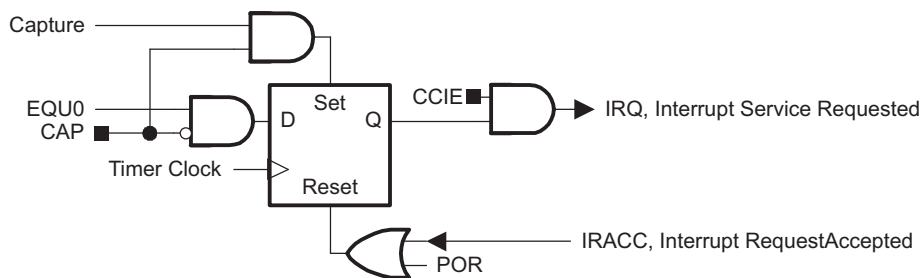 Capture
EQU0
CAP
Timer Clock
Set
D
Q
Reset
CCIE
IRQ, Interrupt Service Requested
IRACC, Interrupt RequestAccepted
POR